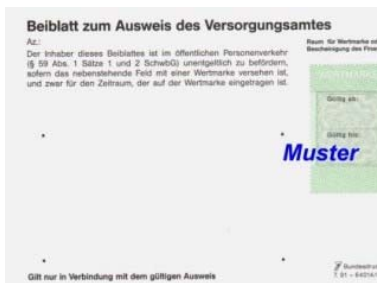 Beiblatt zum Ausweis des Versorgungsamtes
Az.:
Der Inhaber dieses Beiblattes ist im öffentlichen Personenverkehr
(§ 59 Abs. 1 Sätze 1 und 2 SchwbG) unentgeltlich zu befördern,
sofern das nebenstehende Feld mit einer Wertmarke versehen ist,
und zwar für den Zeitraum, der auf der Wertmarke eingetragen ist.
Raum für Wertmarke
Bescheinigung des
WERTMARKE
Gültig ab:
Gültig bis:
Muster
Gilt nur in Verbindung mit dem gültigen Ausweis